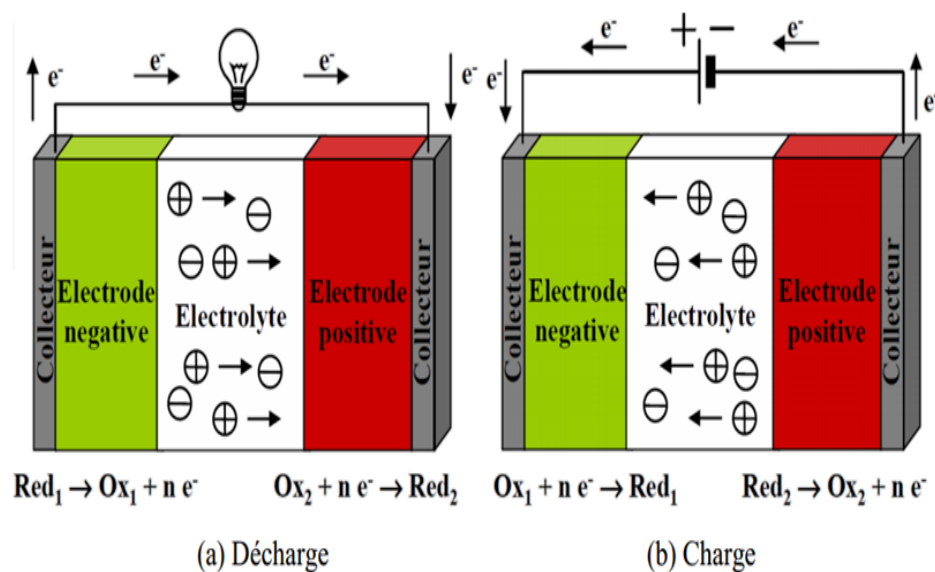 e⁻
e⁻
e⁻
e⁻
Collecteur
Electrode
negative
Electrolyte
Electrode
positive
Collecteur
Red₁ → Ox₁ + n e⁻
Ox₂ + n e⁻ → Red₂
(a) Décharge
+ −
e⁻
e⁻
e⁻
e⁻
Collecteur
Electrode
negative
Electrolyte
Electrode
positive
Collecteur
Ox₁ + n e⁻ → Red₁
Red₂ → Ox₂ + n e⁻
(b) Charge